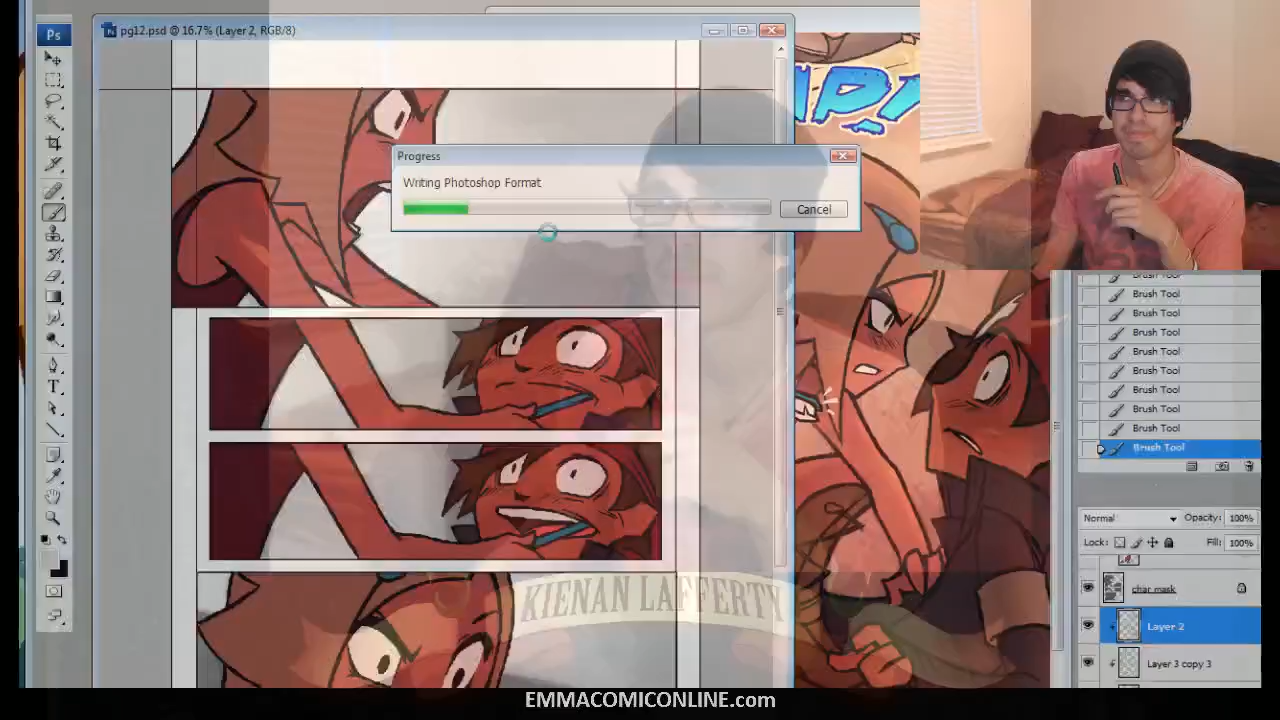 Ps
pg12.psd @ 16.7% (Layer 2, RGB/8)
Progress
Writing Photoshop Format
Cancel
Brush Tool
Brush Tool
Brush Tool
Brush Tool
Brush Tool
Brush Tool
Brush Tool
Brush Tool
Brush Tool
Brush Tool
Normal
Opacity: 100%
Lock:
Fill: 100%
char mask
Layer 2
Layer 3 copy 3
KIENAN LAFFERTY
EMMACOMICONLINE.com